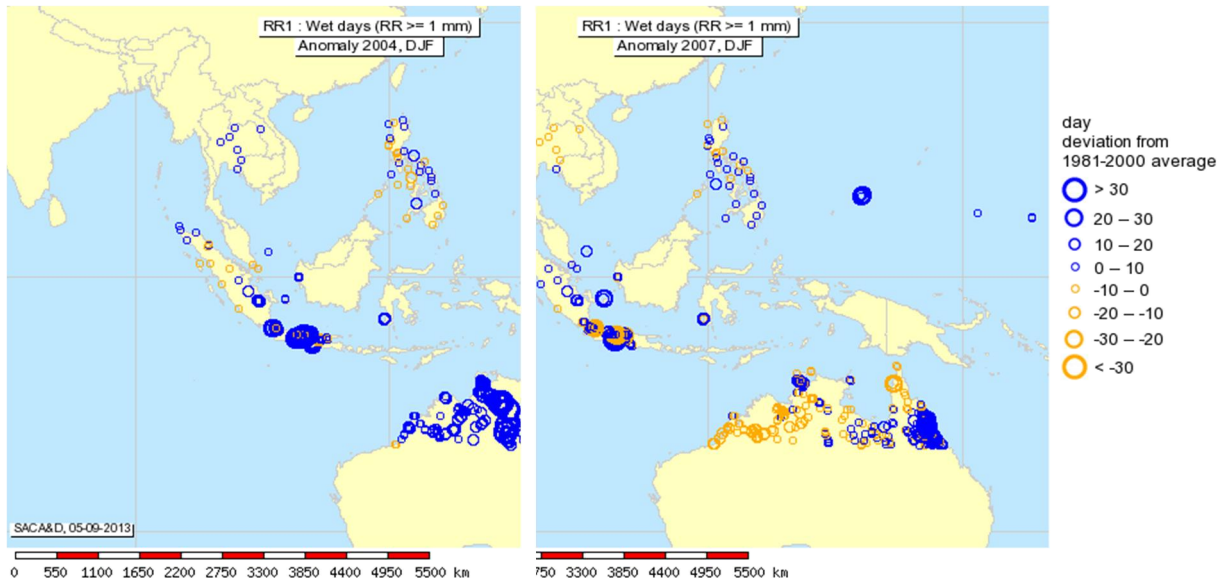 RR1 : Wet days (RR >= 1 mm)
Anomaly 2004, DJF
RR1 : Wet days (RR >= 1 mm)
Anomaly 2007, DJF
day
deviation from
1981-2000 average
> 30
20 – 30
10 – 20
0 – 10
-10 – 0
-20 – -10
-30 – -20
< -30
SACA&D, 05-09-2013
0 550 1100 1650 2200 2750 3300 3850 4400 4950 5500 km
750 3300 3850 4400 4950 5500 km